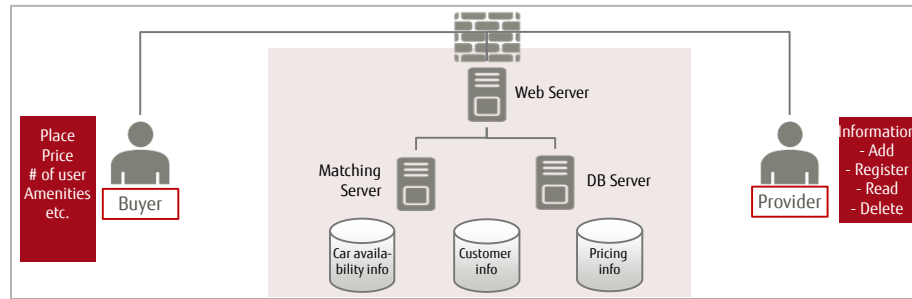 Web Server
Place
Price
# of user
Amenities
etc.
Buyer
Matching
Server
DB Server
Information
- Add
- Register
- Read
- Delete
Provider
Car availa-
bility info
Customer
info
Pricing
info